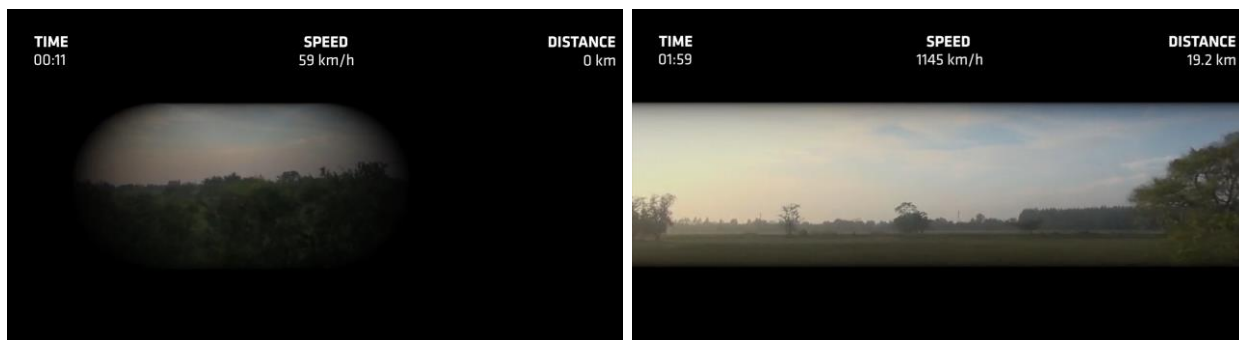 TIME
00:11
SPEED
59 km/h
DISTANCE
0 km
TIME
01:59
SPEED
1145 km/h
DISTANCE
19.2 km